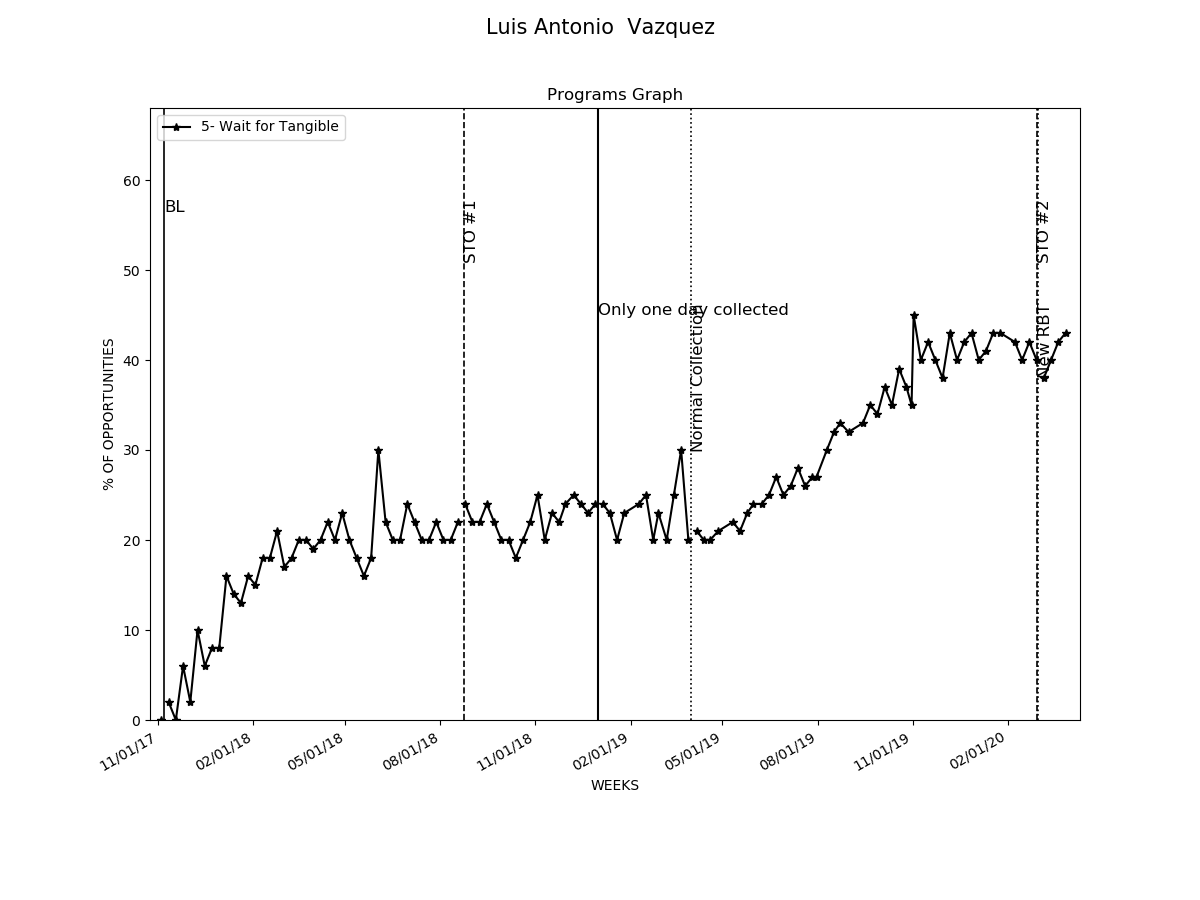 Luis Antonio  Vazquez
Programs Graph
5- Wait for Tangible
BL
STO #1
Only one day collected
Normal Collection
STO #2
New RBT
% OF OPPORTUNITIES
60
50
40
30
20
10
0
11/01/17
02/01/18
05/01/18
08/01/18
11/01/18
02/01/19
05/01/19
08/01/19
11/01/19
02/01/20
WEEKS